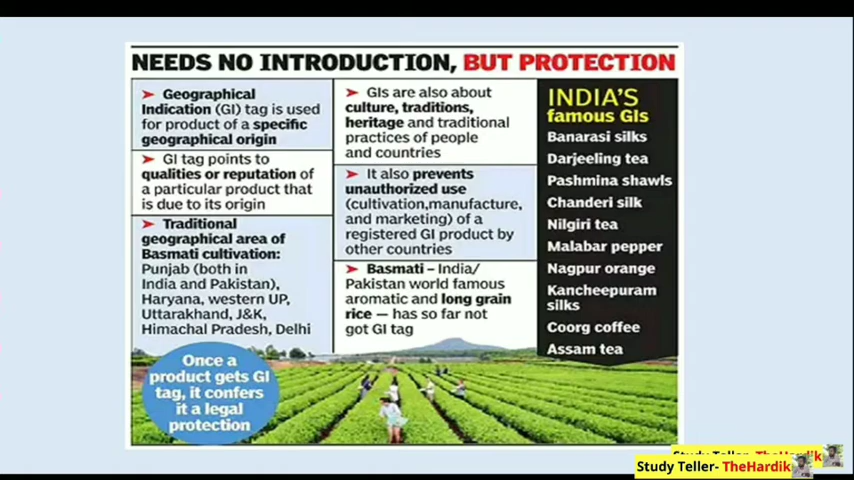 NEEDS NO INTRODUCTION, BUT PROTECTION
➤ Geographical
Indication (GI) tag is used
for product of a specific
geographical origin
➤ GI tag points to
qualities or reputation of
a particular product that
is due to its origin
➤ Traditional
geographical area of
Basmati cultivation:
Punjab (both in
India and Pakistan),
Haryana, western UP,
Uttarakhand, J&K,
Himachal Pradesh, Delhi
Once a
product gets GI
tag, it confers
it a legal
protection
➤ GIs are also about
culture, traditions,
heritage and traditional
practices of people
and countries
➤ It also prevents
unauthorized use
(cultivation,manufacture,
and marketing) of a
registered GI product by
other countries
➤ Basmati – India/
Pakistan world famous
aromatic and long grain
rice — has so far not
got GI tag
INDIA'S
famous GIs
Banarasi silks
Darjeeling tea
Pashmina shawls
Chanderi silk
Nilgiri tea
Malabar pepper
Nagpur orange
Kancheepuram
silks
Coorg coffee
Assam tea
Study Teller- TheHardik
Study Teller- TheHardik